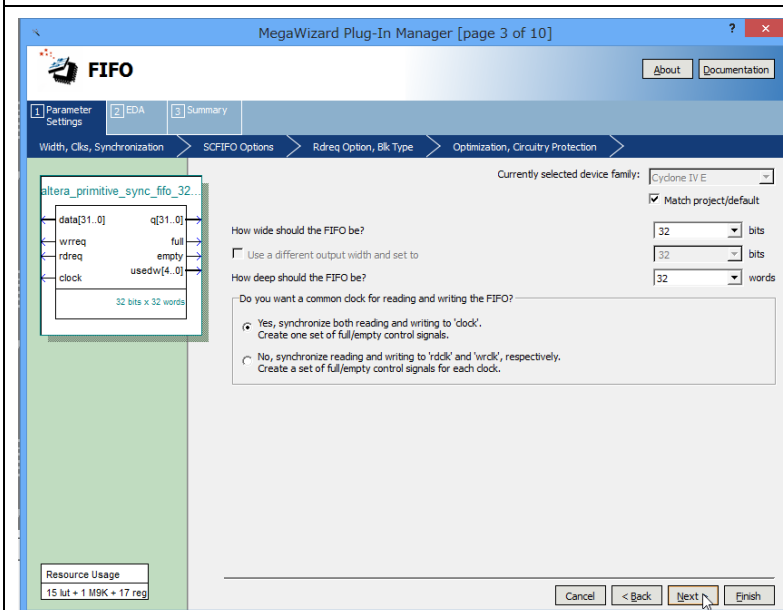 MegaWizard Plug-In Manager [page 3 of 10]
? ×
FIFO
About Documentation
1 Parameter Settings 2 EDA 3 Summary
Width, Clks, Synchronization SCFIFO Options Rdreq Option, Blk Type Optimization, Circuitry Protection
Currently selected device family: Cyclone IV E
Match project/default
altera_primitive_sync_fifo_32...
data[31..0] q[31..0]
wrreq full
rdreq empty
usedw[4..0]
clock
32 bits x 32 words
How wide should the FIFO be? 32 bits
Use a different output width and set to 32 bits
How deep should the FIFO be? 32 words
Do you want a common clock for reading and writing the FIFO?
Yes, synchronize both reading and writing to 'clock'.
Create one set of full/empty control signals.
No, synchronize reading and writing to 'rdclk' and 'wrclk', respectively.
Create a set of full/empty control signals for each clock.
Resource Usage
15 lut + 1 M9K + 17 reg
Cancel < Back Next > Finish